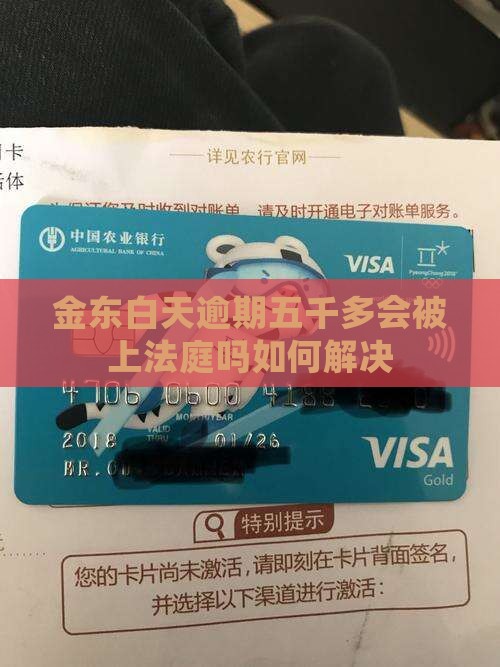 用卡
详见农行官网
请及时开通电子对账单服务。
中国农业银行
AGRICULTURAL BANK OF CHINA
VISA
PyeongChang 2018
金东白天逾期五千多会被
上法庭吗如何解决
MONTH/YEAR
2018
VALID
THRU
01/26
VISA
Gold
特别提示
您的卡片尚未激活,请即刻在卡片背面签名,
并选择以下渠道进行激活: